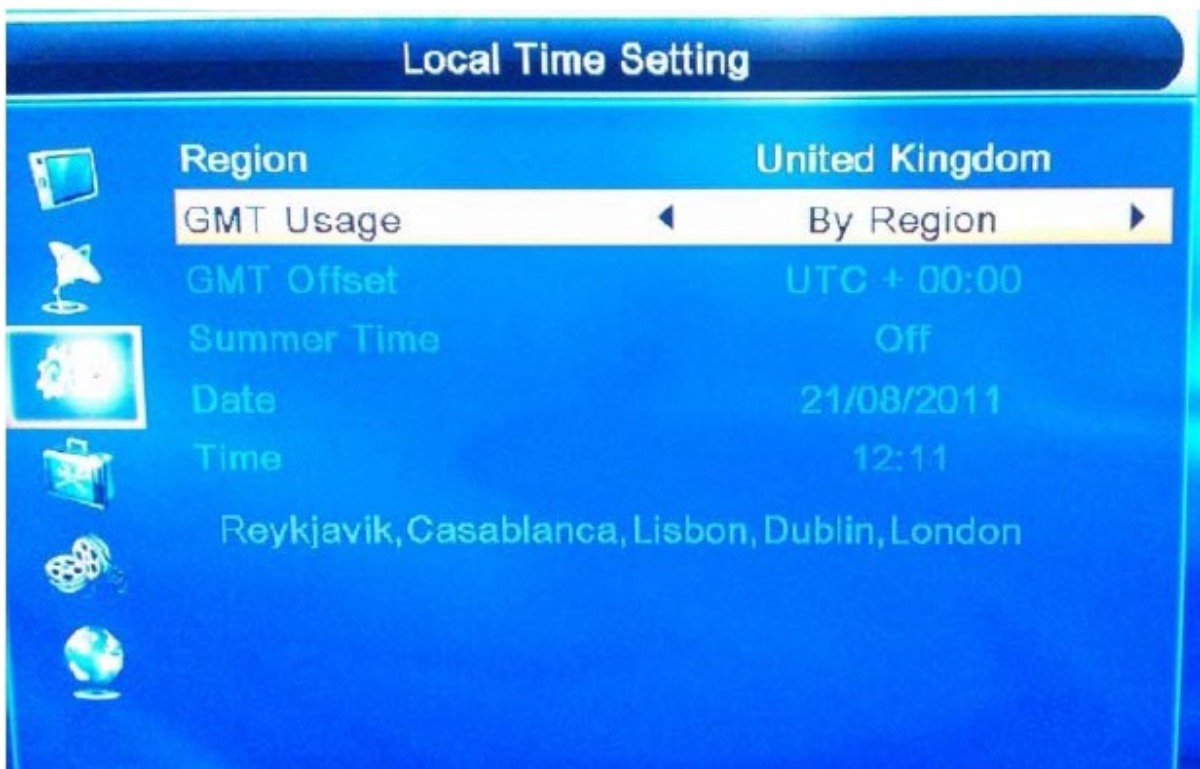 Local Time Setting
Region United Kingdom
GMT Usage By Region
GMT Offset UTC + 00:00
Summer Time Off
Date 21/08/2011
Time 12:11
Reykjavik,Casablanca,Lisbon,Dublin,London